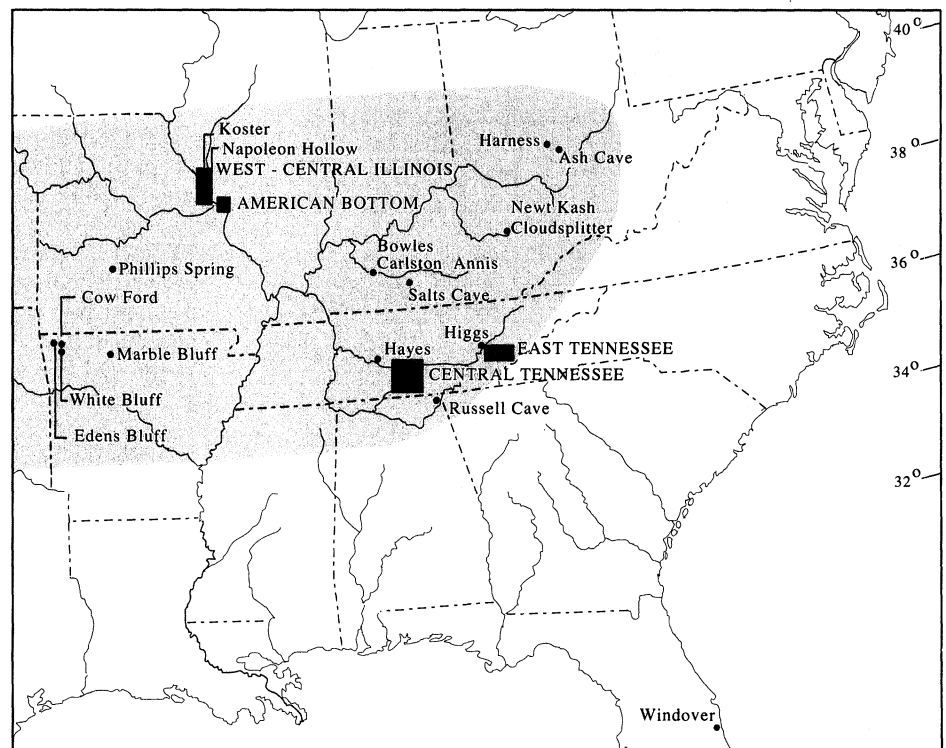 40°
Koster
Napoleon Hollow
Harness
38°
Ash Cave
WEST - CENTRAL ILLINOIS
AMERICAN BOTTOM
Newt Kash
Cloudsplitter
Bowles
Carlston Annis
36°
Phillips Spring
Salts Cave
Cow Ford
Higgs
EAST TENNESSEE
Hayes
Marble Bluff
34°
CENTRAL TENNESSEE
White Bluff
Russell Cave
Edens Bluff
32°
Windover